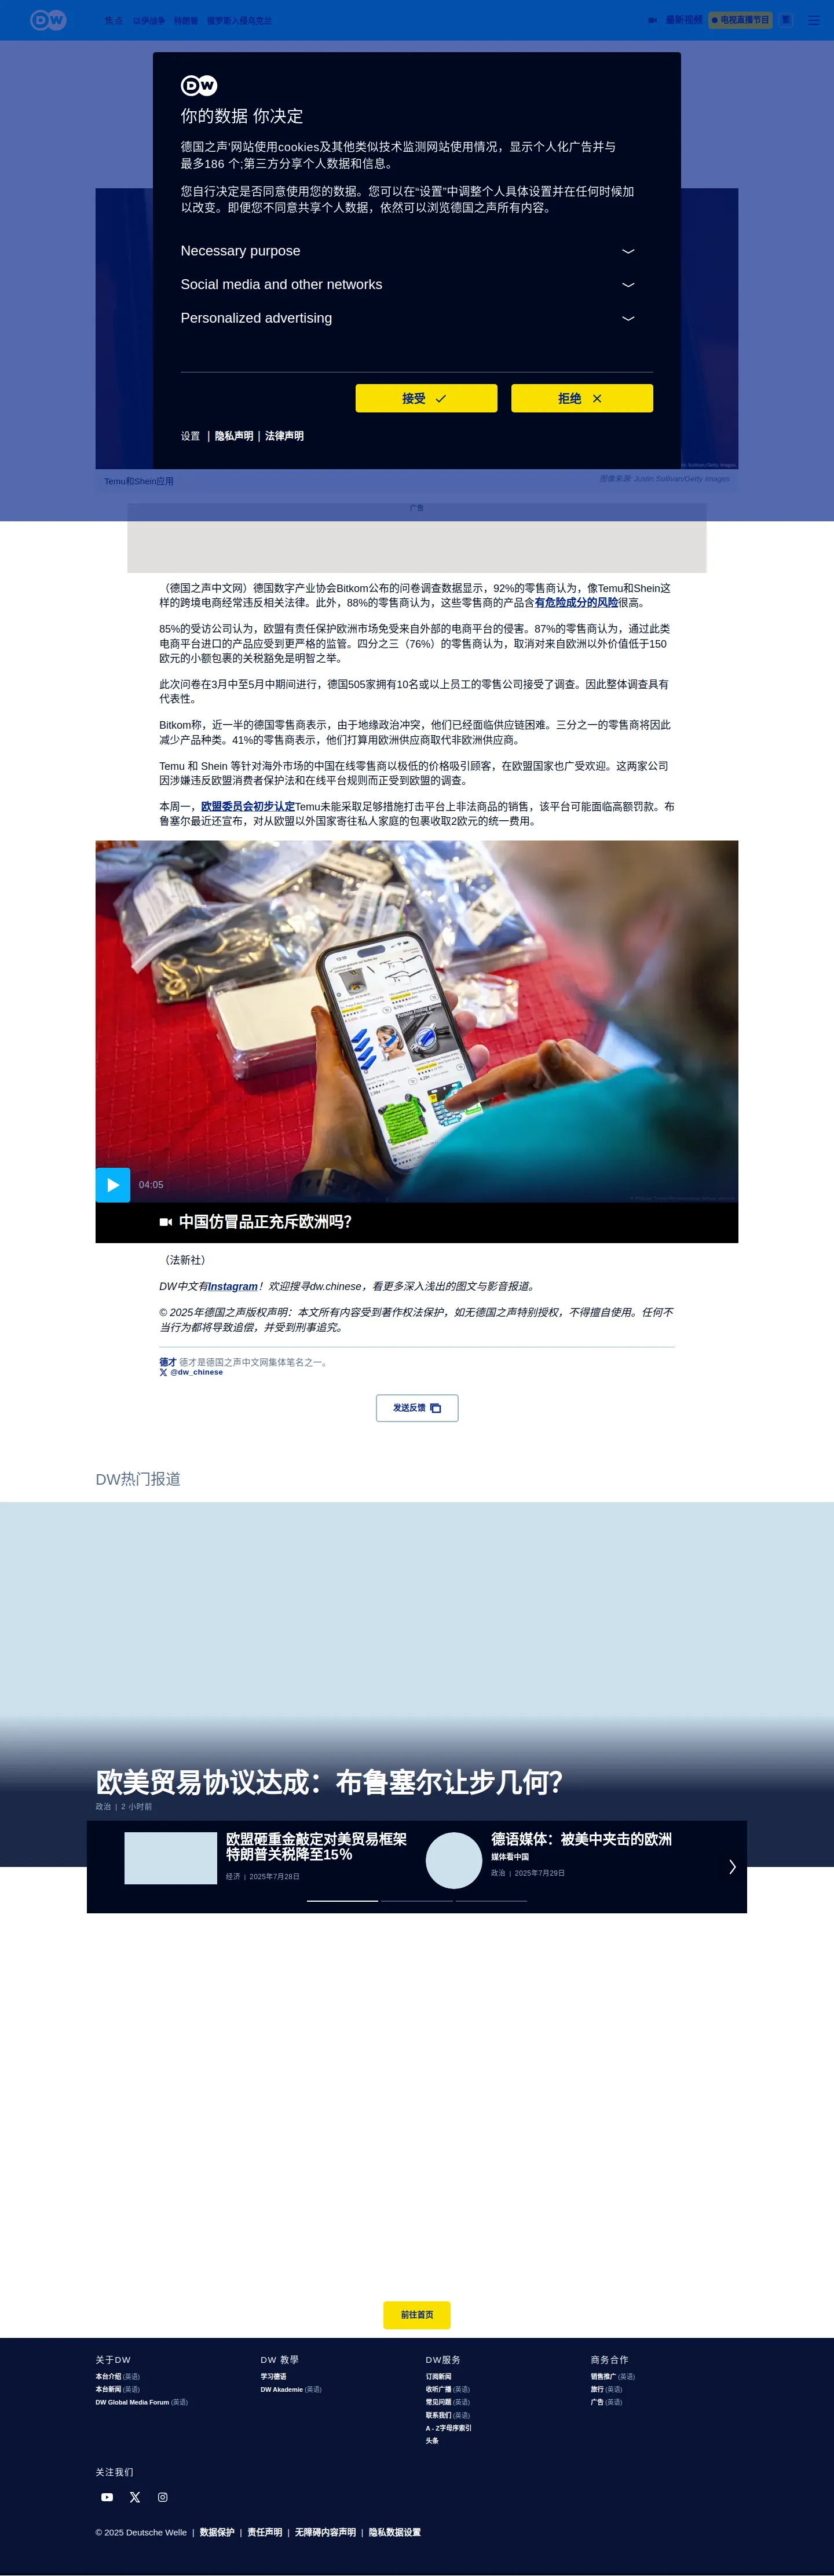 DW
焦点 以伊战争 特朗普 俄罗斯入侵乌克兰
最新视频 电视直播节目 繁
DW
你的数据 你决定
德国之声'网站使用cookies及其他类似技术监测网站使用情况，显示个人化广告并与
最多186 个;第三方分享个人数据和信息。
您自行决定是否同意使用您的数据。您可以在"设置"中调整个人具体设置并在任何时候加
以改变。即便您不同意共享个人数据，依然可以浏览德国之声所有内容。
Necessary purpose
Social media and other networks
Personalized advertising
接受
拒绝
设置 | 隐私声明 | 法律声明
Temu和Shein应用
图像来源: Justin Sullivan/Getty Images
广告
（德国之声中文网）德国数字产业协会Bitkom公布的问卷调查数据显示，92%的零售商认为，像Temu和Shein这
样的跨境电商经常违反相关法律。此外，88%的零售商认为，这些零售商的产品含有危险成分的风险很高。
85%的受访公司认为，欧盟有责任保护欧洲市场免受来自外部的电商平台的侵害。87%的零售商认为，通过此类
电商平台进口的产品应受到更严格的监管。四分之三（76%）的零售商认为，取消对来自欧洲以外价值低于150
欧元的小额包裹的关税豁免是明智之举。
此次问卷在3月中至5月中期间进行，德国505家拥有10名或以上员工的零售公司接受了调查。因此整体调查具有
代表性。
Bitkom称，近一半的德国零售商表示，由于地缘政治冲突，他们已经面临供应链困难。三分之一的零售商将因此
减少产品种类。41%的零售商表示，他们打算用欧洲供应商取代非欧洲供应商。
Temu 和 Shein 等针对海外市场的中国在线零售商以极低的价格吸引顾客，在欧盟国家也广受欢迎。这两家公司
因涉嫌违反欧盟消费者保护法和在线平台规则而正受到欧盟的调查。
本周一，欧盟委员会初步认定Temu未能采取足够措施打击平台上非法商品的销售，该平台可能面临高额罚款。布
鲁塞尔最近还宣布，对从欧盟以外国家寄往私人家庭的包裹收取2欧元的统一费用。
04:05
中国仿冒品正充斥欧洲吗？
（法新社）
DW中文有Instagram！欢迎搜寻dw.chinese，看更多深入浅出的图文与影音报道。
© 2025年德国之声版权声明：本文所有内容受到著作权法保护，如无德国之声特别授权，不得擅自使用。任何不
当行为都将导致追偿，并受到刑事追究。
德才 德才是德国之声中文网集体笔名之一。
@dw_chinese
发送反馈
DW热门报道
欧美贸易协议达成：布鲁塞尔让步几何？
政治 | 2 小时前
欧盟砸重金敲定对美贸易框架
特朗普关税降至15％
经济 | 2025年7月28日
德语媒体：被美中夹击的欧洲
媒体看中国
政治 | 2025年7月29日
前往首页
关于DW
本台介绍 (英语)
本台新闻 (英语)
DW Global Media Forum (英语)
DW 教學
学习德语
DW Akademie (英语)
DW服务
订阅新闻
收听广播 (英语)
常见问题 (英语)
联系我们 (英语)
A - Z字母序索引
头条
商务合作
销售推广 (英语)
旅行 (英语)
广告 (英语)
关注我们
© 2025 Deutsche Welle | 数据保护 | 责任声明 | 无障碍内容声明 | 隐私数据设置